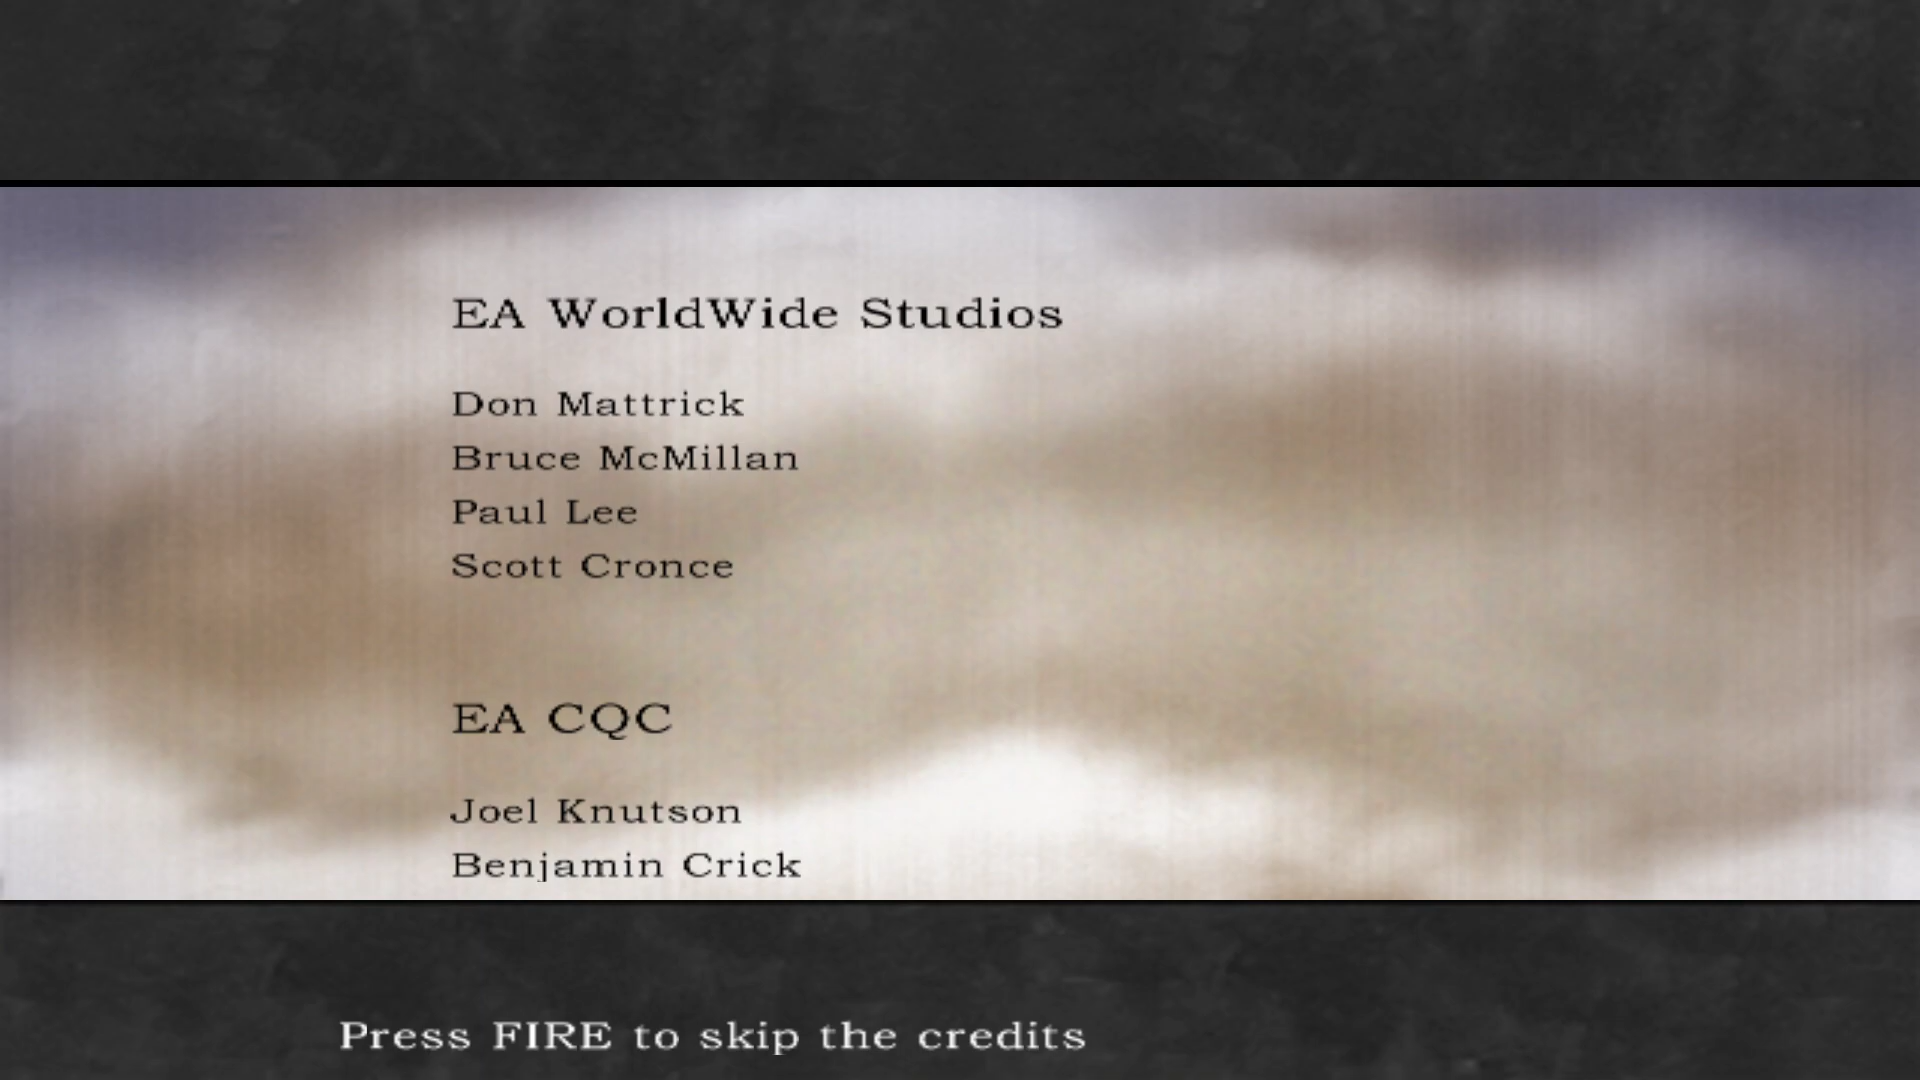 EA WorldWide Studios
Don Mattrick
Bruce McMillan
Paul Lee
Scott Cronce
EA CQC
Joel Knutson
Benjamin Crick
Press FIRE to skip the credits